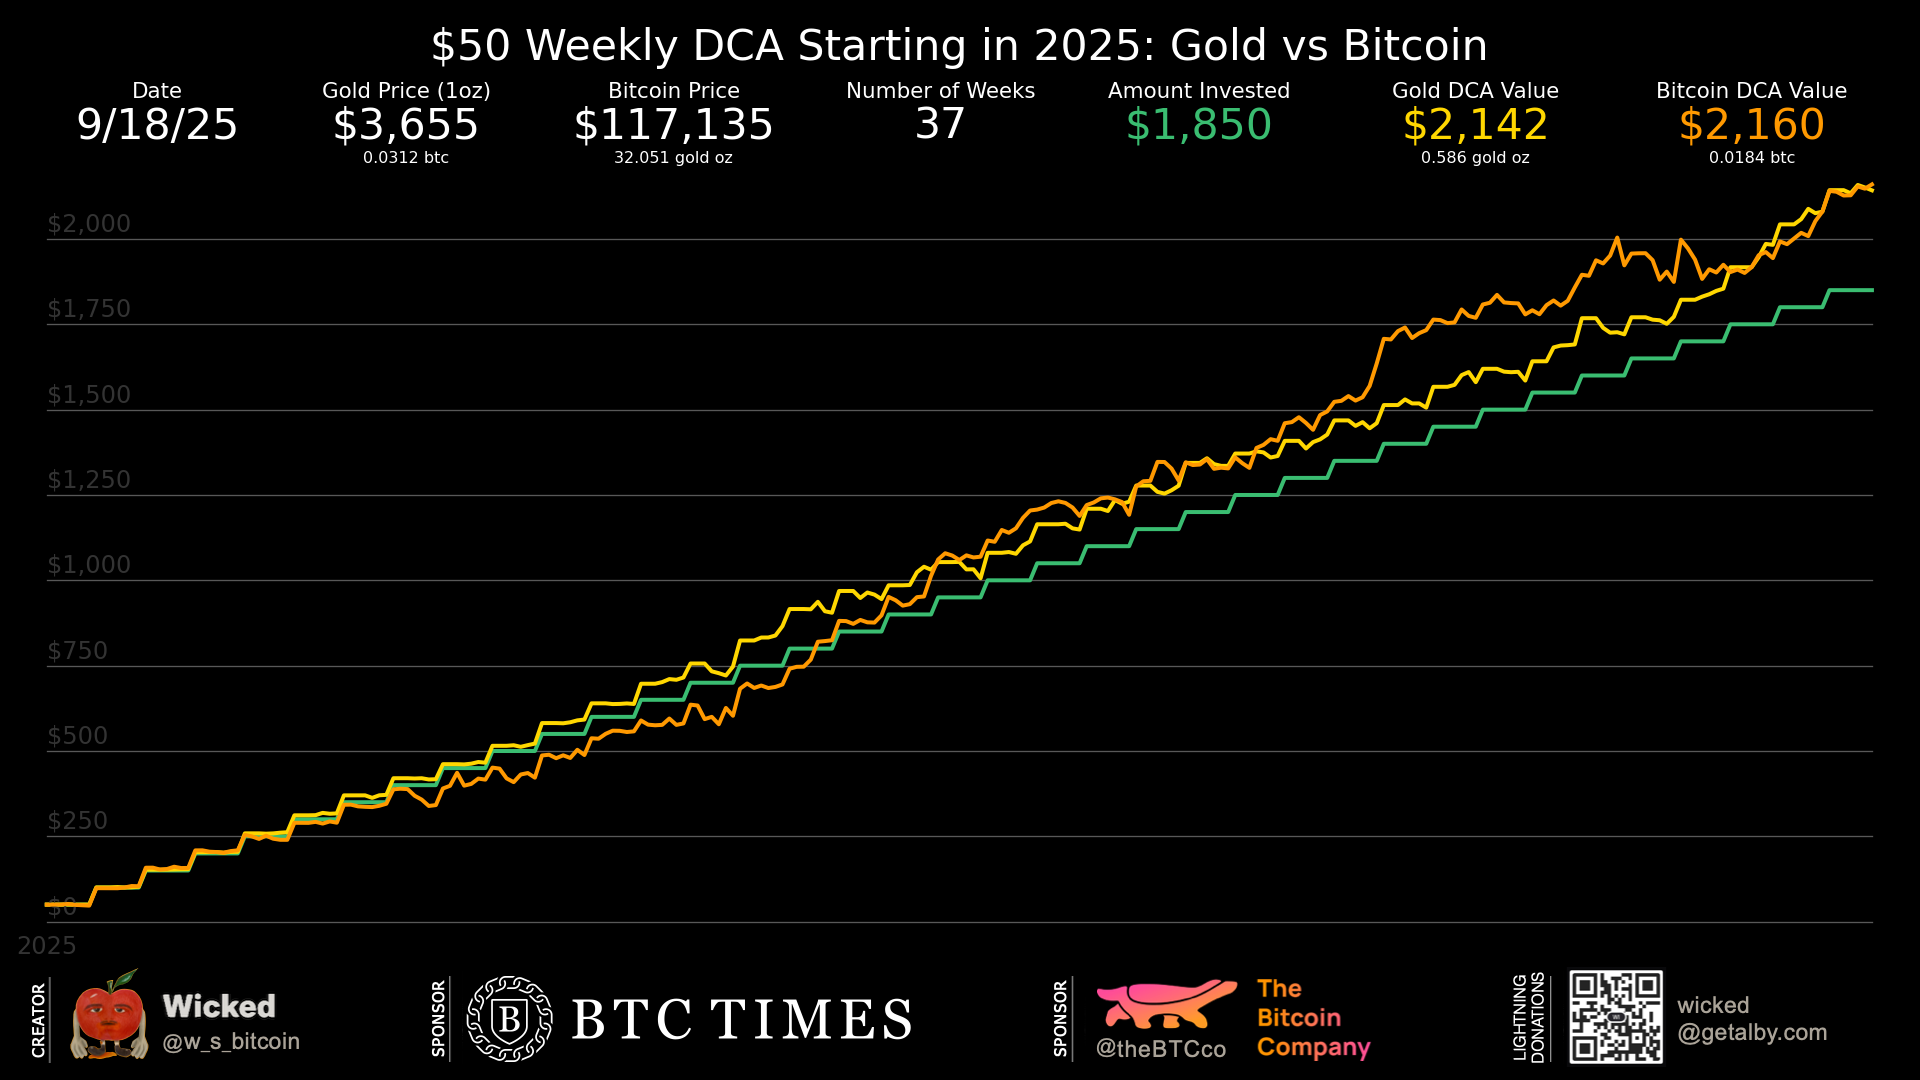 $50 Weekly DCA Starting in 2025: Gold vs Bitcoin
Date
9/18/25
Gold Price (1oz)
$3,655
0.0312 btc
Bitcoin Price
$117,135
32.051 gold oz
Number of Weeks
37
Amount Invested
$1,850
Gold DCA Value
$2,142
0.586 gold oz
Bitcoin DCA Value
$2,160
0.0184 btc
$2,000
$1,750
$1,500
$1,250
$1,000
$750
$500
$250
$0
2025
CREATOR
Wicked
@w_s_bitcoin
SPONSOR
B
BTC TIMES
SPONSOR
@theBTCco
The
Bitcoin
Company
LIGHTNING
DONATIONS
wicked
@getalby.com